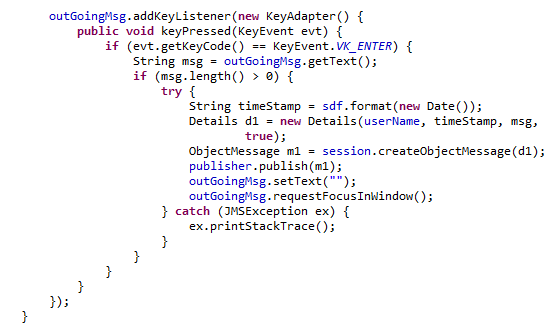 outGoingMsg.addKeyListener(new KeyAdapter() {
public void keyPressed(KeyEvent evt) {
if (evt.getKeyCode() == KeyEvent.VK_ENTER) {
String msg = outGoingMsg.getText();
if (msg.length() > 0) {
try {
String timeStamp = sdf.format(new Date());
Details d1 = new Details(userName, timeStamp, msg,
true);
ObjectMessage m1 = session.createObjectMessage(d1);
publisher.publish(m1);
outGoingMsg.setText("");
outGoingMsg.requestFocusInWindow();
} catch (JMSException ex) {
ex.printStackTrace();
}
}
}
}
});
}